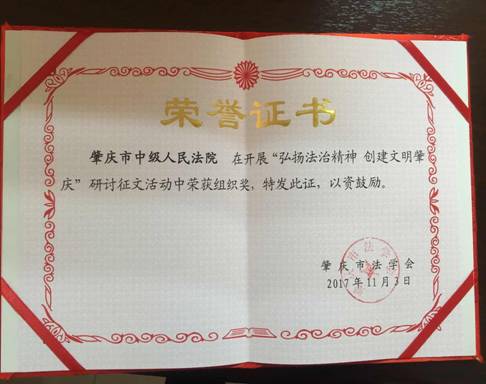 荣誉证书
肇庆市中级人民法院 在开展“弘扬法治精神 创建文明肇
庆”研讨征文活动中荣获组织奖，特发此证，以资鼓励。
肇庆市法学会
2017年11月3日